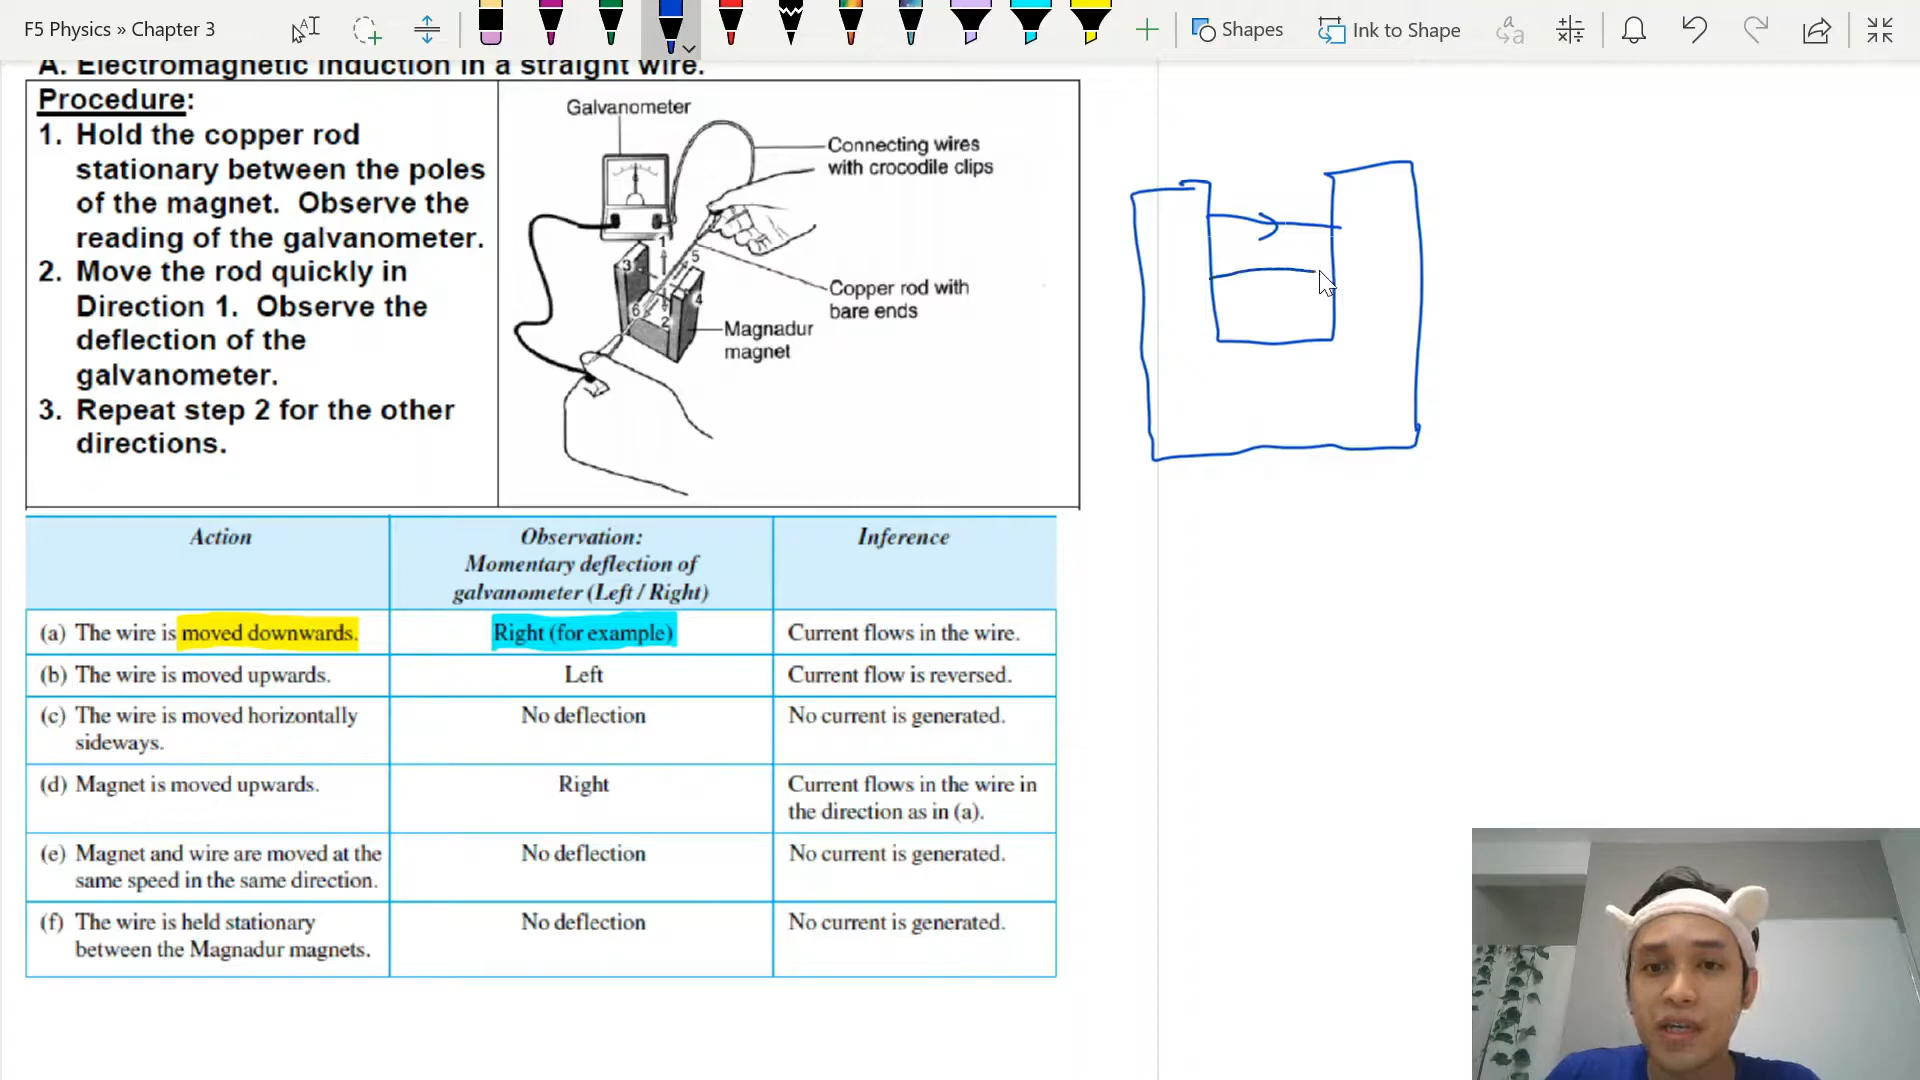 F5 Physics » Chapter 3
Shapes
Ink to Shape
A. Electromagnetic induction in a straight wire.
Procedure:
1. Hold the copper rod
stationary between the poles
of the magnet. Observe the
reading of the galvanometer.
2. Move the rod quickly in
Direction 1. Observe the
deflection of the
galvanometer.
3. Repeat step 2 for the other
directions.
Galvanometer
Connecting wires
with crocodile clips
1
5
3
4
6
2
Copper rod with
bare ends
Magnadur
magnet
Action
Observation:
Momentary deflection of
galvanometer (Left / Right)
Inference
(a) The wire is moved downwards.
Right (for example)
Current flows in the wire.
(b) The wire is moved upwards.
Left
Current flow is reversed.
(c) The wire is moved horizontally
sideways.
No deflection
No current is generated.
(d) Magnet is moved upwards.
Right
Current flows in the wire in
the direction as in (a).
(e) Magnet and wire are moved at the
same speed in the same direction.
No deflection
No current is generated.
(f) The wire is held stationary
between the Magnadur magnets.
No deflection
No current is generated.